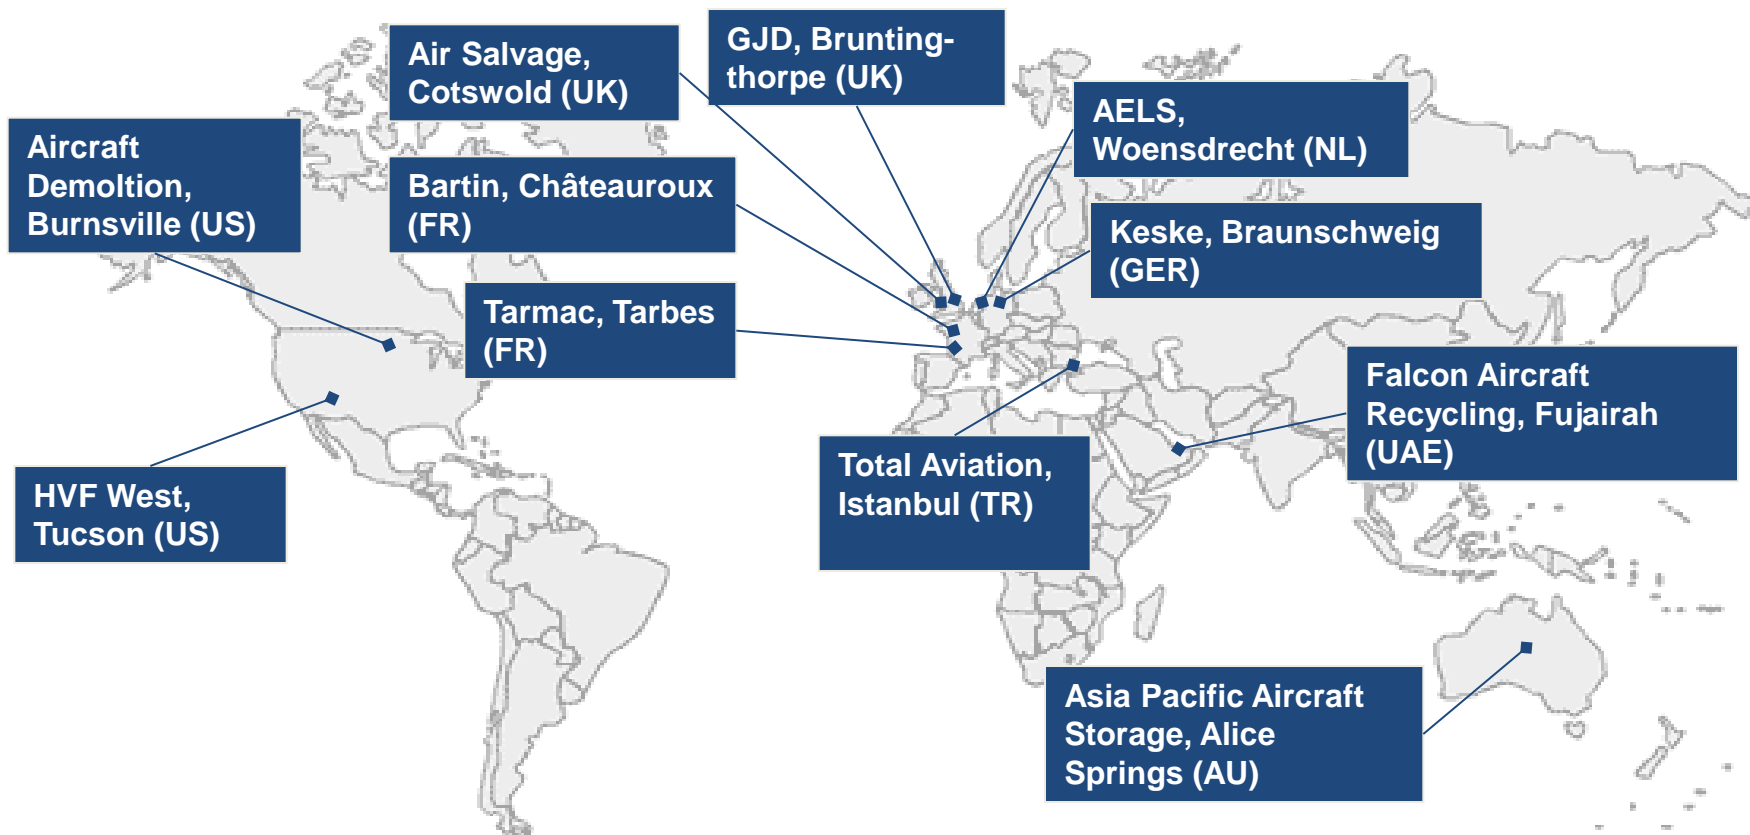 Air Salvage,
Cotswold (UK)
GJD, Brunting-
thorpe (UK)
AELS,
Woensdrecht (NL)
Aircraft
Demoltion,
Burnsville (US)
Bartin, Châteauroux
(FR)
Keske, Braunschweig
(GER)
Tarmac, Tarbes
(FR)
Falcon Aircraft
Recycling, Fujairah
(UAE)
Total Aviation,
Istanbul (TR)
HVF West,
Tucson (US)
Asia Pacific Aircraft
Storage, Alice
Springs (AU)